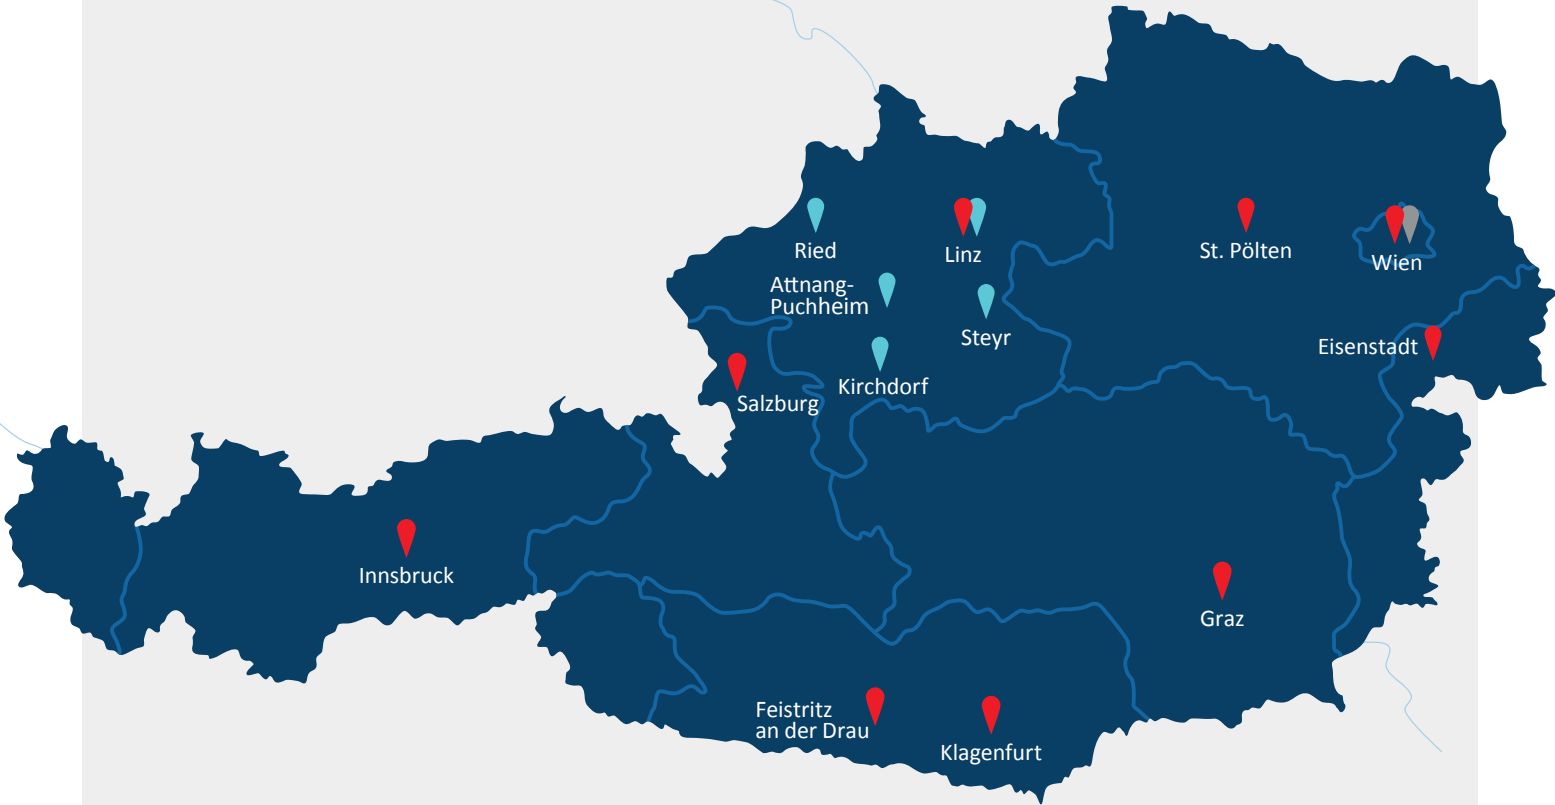 Ried
Linz
St. Pölten
Wien
Attnang-
Puchheim
Steyr
Eisenstadt
Kirchdorf
Salzburg
Innsbruck
Graz
Feistritz
an der Drau
Klagenfurt